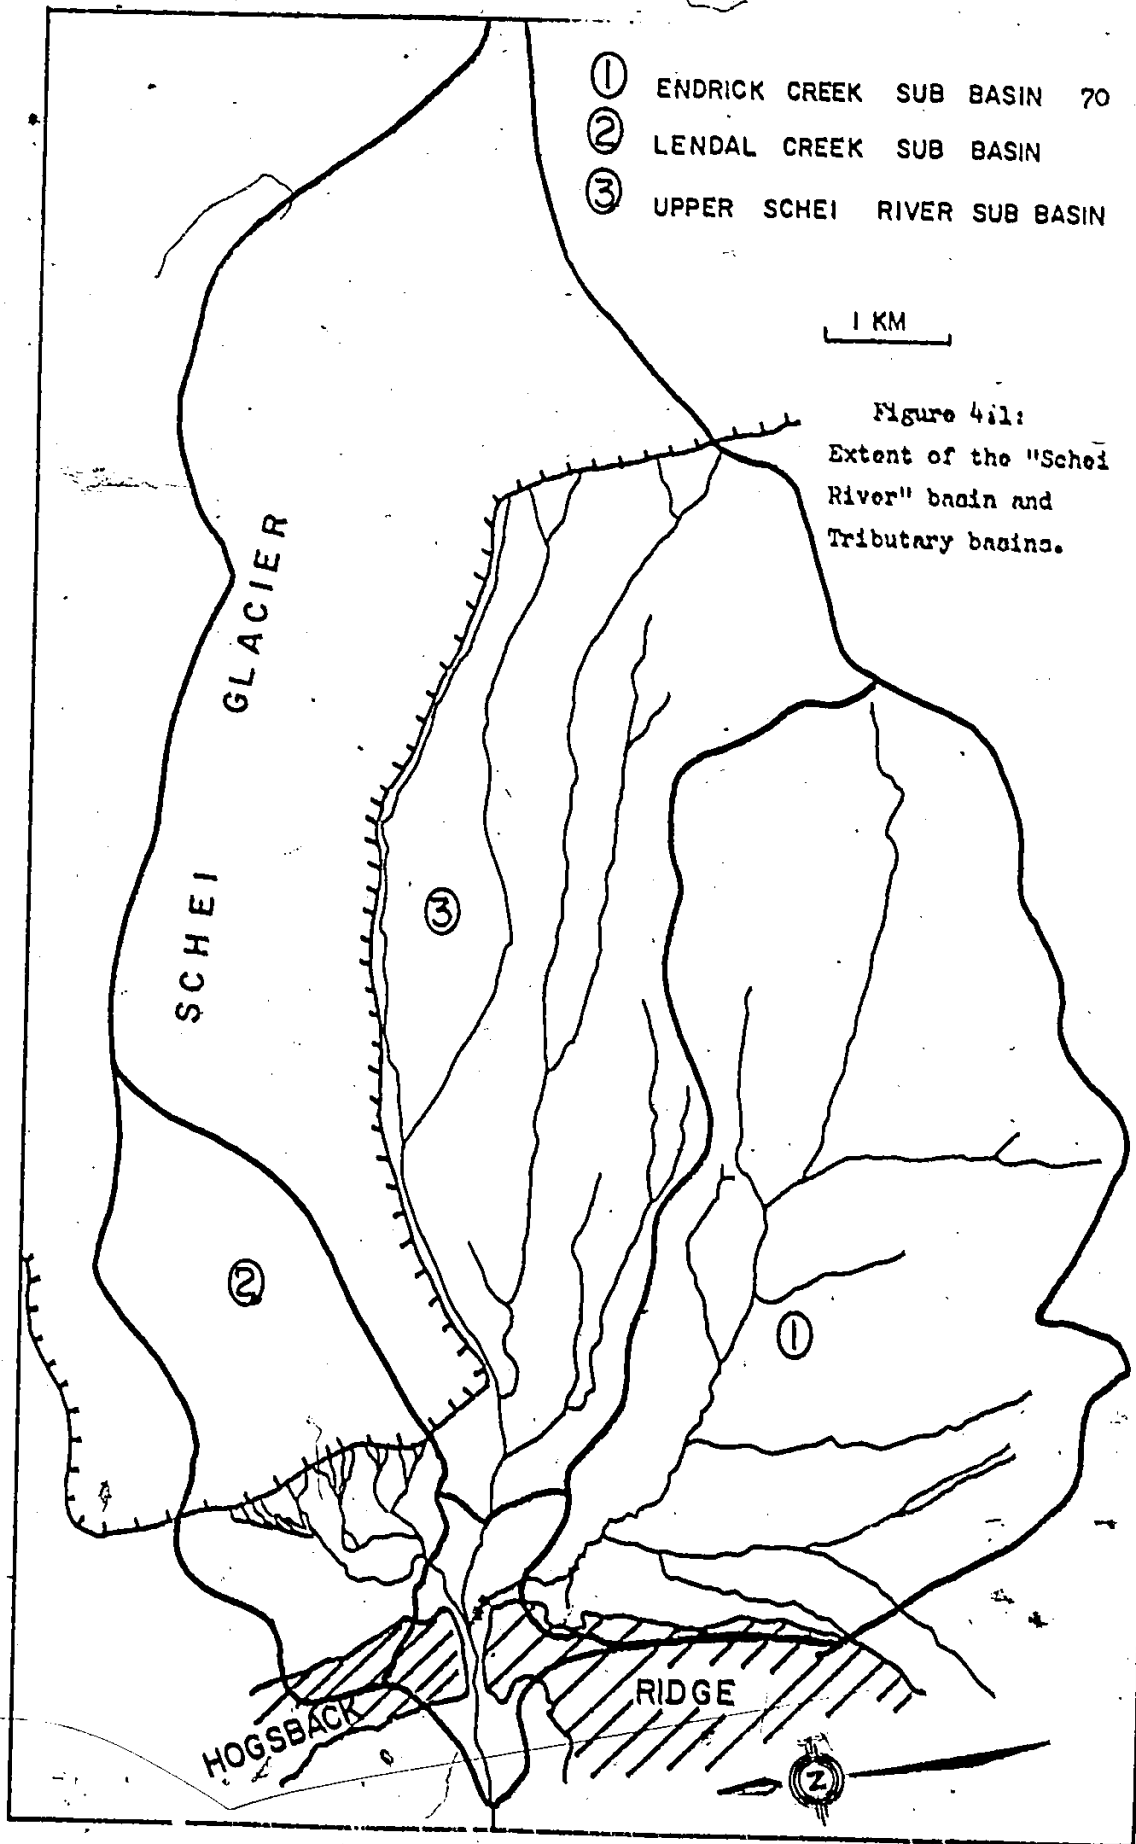 ① ENDRICK CREEK SUB BASIN 70
② LENDAL CREEK SUB BASIN
③ UPPER SCHEI RIVER SUB BASIN
1 KM
Figure 4.1:
Extent of the "Schei
River" basin and
Tributary basins.
SCHEI GLACIER
③
②
①
HOGSBACK RIDGE
N